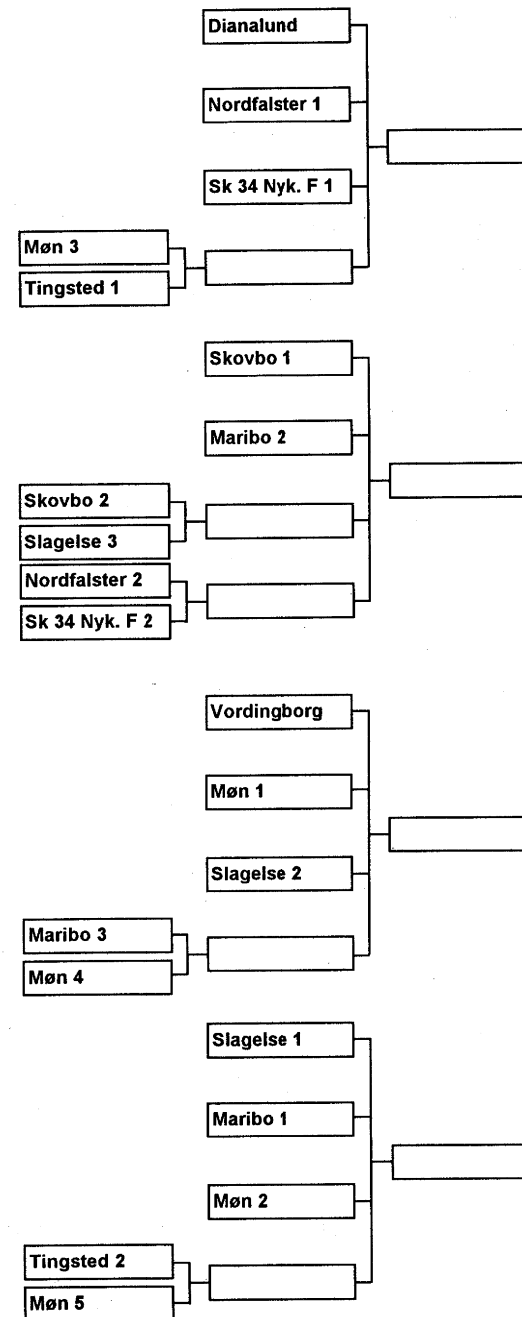 Dianalund
Nordfalster 1
Sk 34 Nyk. F 1
Møn 3
Tingsted 1
Skovbo 1
Maribo 2
Skovbo 2
Slagelse 3
Nordfalster 2
Sk 34 Nyk. F 2
Vordingborg
Møn 1
Slagelse 2
Maribo 3
Møn 4
Slagelse 1
Maribo 1
Møn 2
Tingsted 2
Møn 5